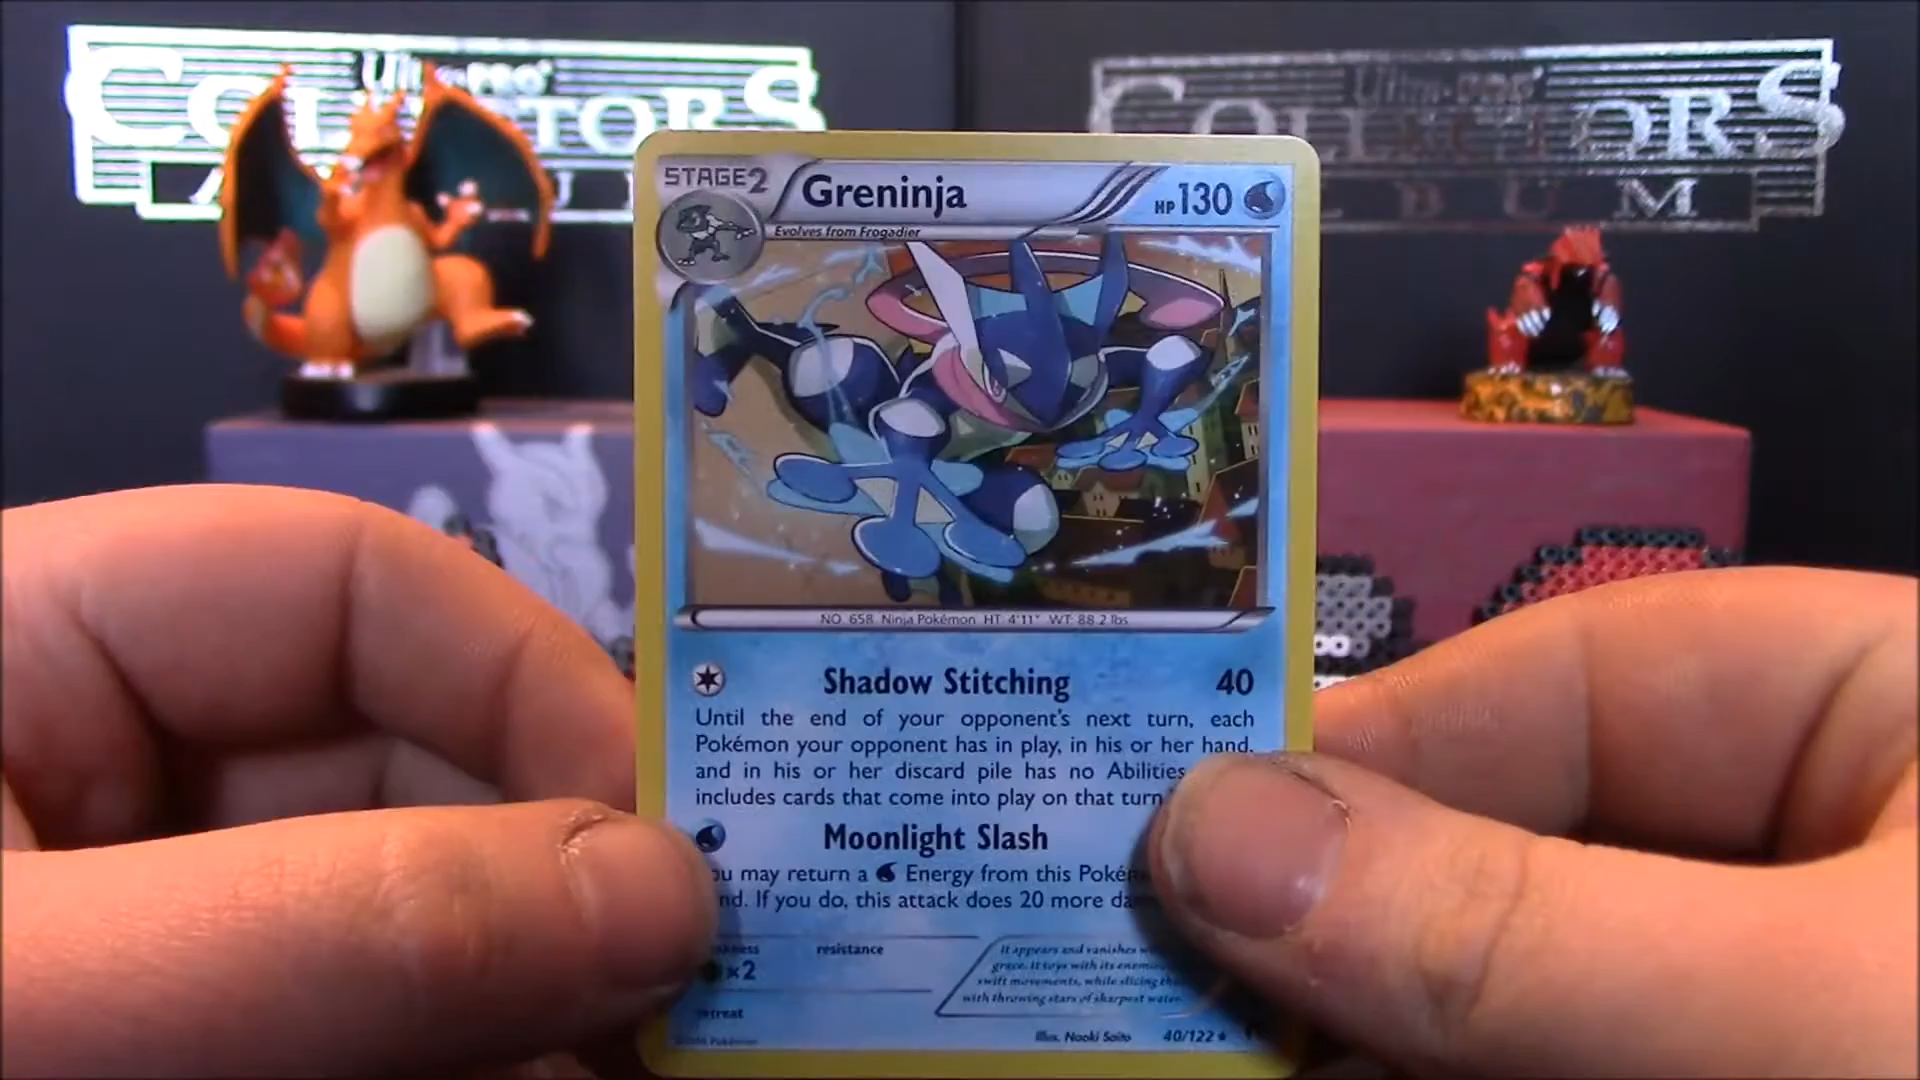 Ultra-PRO
COLLECTORS
Ultra-PRO
COLLECTORS
ALBUM
STAGE2
Greninja
HP130
Evolves from Frogadier
NO. 658 Ninja Pokémon HT: 4'11" WT: 88.2 lbs
Shadow Stitching 40
Until the end of your opponent's next turn, each
Pokémon your opponent has in play, in his or her hand,
and in his or her discard pile has no Abilities
includes cards that come into play on that turn
Moonlight Slash
may return a Energy from this
If you do, this attack does 20 more
resistance
×2
It appears and vanishes
grace. It toys with its
swift movements, while slicing
with throwing stars of sharpest water.
retreat
Illus. Naoki Saito 40/122
Pokémon